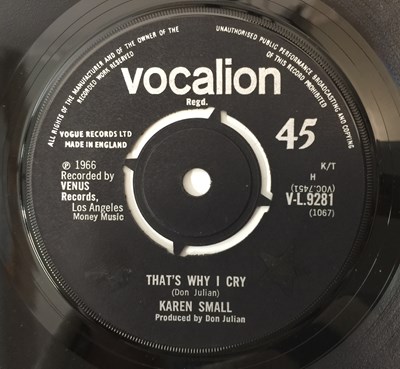 ALL RIGHTS OF THE MANUFACTURER AND OF THE OWNER OF THE RECORDED WORK RESERVED
UNAUTHORISED PUBLIC PERFORMANCE BROADCASTING AND COPYING OF THIS RECORD PROHIBITED
vocalion
Regd.
VOGUE RECORDS LTD
MADE IN ENGLAND
45
℗ 1966
Recorded by
VENUS
Records,
Los Angeles
Money Music
K/T
H
(VOC.7451)
V-L.9281
(1067)
THAT'S WHY I CRY
(Don Julian)
KAREN SMALL
Produced by Don Julian